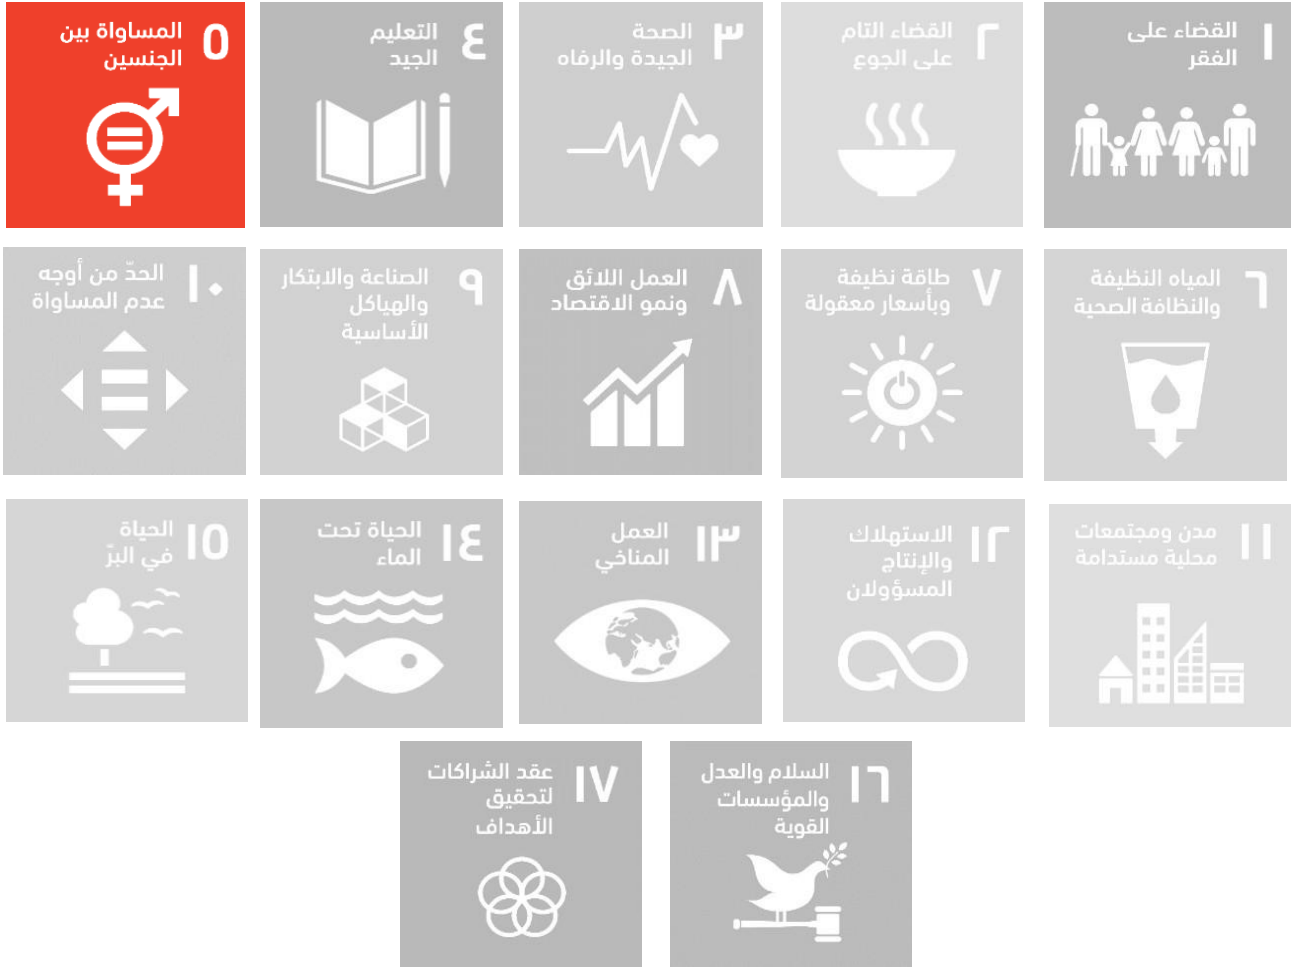 ١
القضاء على
الفقر
٢
القضاء التام
على الجوع
٣
الصحة
الجيدة والرفاه
٤
التعليم
الجيد
٥
المساواة بين
الجنسين
٦
المياه النظيفة
والنظافة الصحية
٧
طاقة نظيفة
وبأسعار معقولة
٨
العمل اللائق
ونمو الاقتصاد
٩
الصناعة والابتكار
والهياكل
الأساسية
١٠
الحدّ من أوجه
عدم المساواة
١١
مدن ومجتمعات
محلية مستدامة
١٢
الاستهلاك
والإنتاج
المسؤولان
١٣
العمل
المناخي
١٤
الحياة تحت
الماء
١٥
الحياة
في البرّ
١٦
السلام والعدل
والمؤسسات
القوية
١٧
عقد الشراكات
لتحقيق
الأهداف